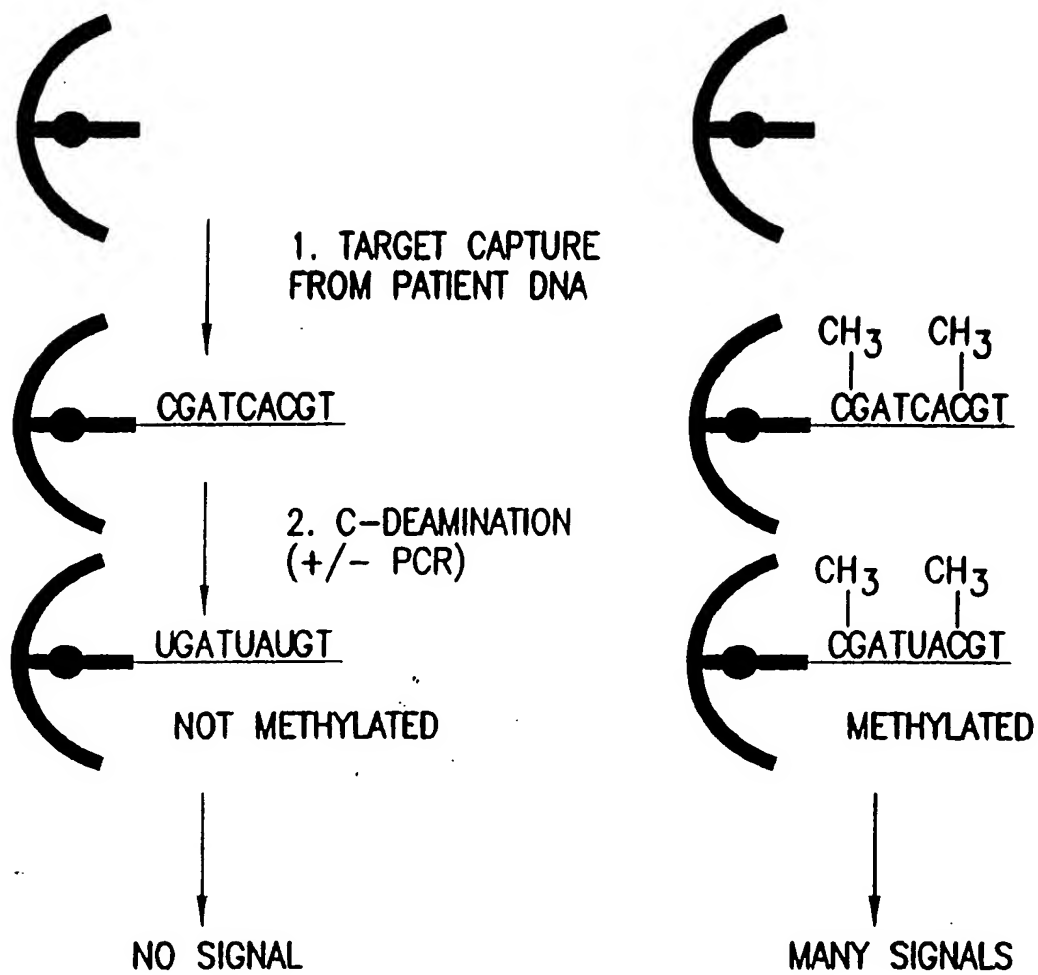 1. TARGET CAPTURE
FROM PATIENT DNA
CH3 CH3
CGATCACGT
CGATCACGT
2. C-DEAMINATION
(+/- PCR)
CH3 CH3
UGATUAUGT
CGATUACGT
NOT METHYLATED
METHYLATED
NO SIGNAL
MANY SIGNALS